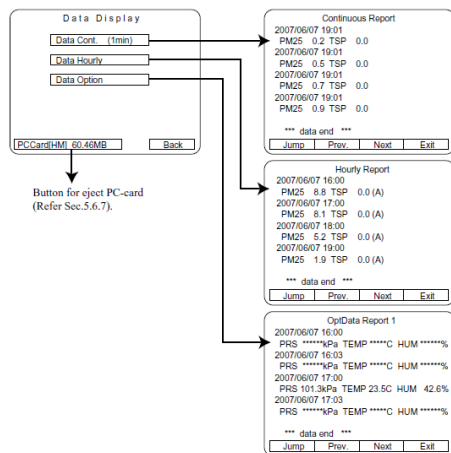 Data Display
Data Cont. (1min)
Data Hourly
Data Option
PCCard[HM] 60.46MB
Back
Button for eject PC-card
(Refer Sec.5.6.7).
Continuous Report
2007/06/07 19:01
PM25 0.2 TSP 0.0
2007/06/07 19:01
PM25 0.5 TSP 0.0
2007/06/07 19:01
PM25 0.7 TSP 0.0
2007/06/07 19:01
PM25 0.9 TSP 0.0
*** data end ***
Jump Prev. Next Exit
Hourly Report
2007/06/07 16:00
PM25 8.8 TSP 0.0 (A)
2007/06/07 17:00
PM25 8.1 TSP 0.0 (A)
2007/06/07 18:00
PM25 5.2 TSP 0.0 (A)
2007/06/07 19:00
PM25 1.9 TSP 0.0 (A)
*** data end ***
Jump Prev. Next Exit
OptData Report 1
2007/06/07 16:00
PRS ******kPa TEMP *****C HUM ******%
2007/06/07 16:03
PRS ******kPa TEMP *****C HUM ******%
2007/06/07 17:00
PRS 101.3kPa TEMP 23.5C HUM 42.6%
2007/06/07 17:03
PRS ******kPa TEMP *****C HUM ******%
*** data end ***
Jump Prev. Next Exit